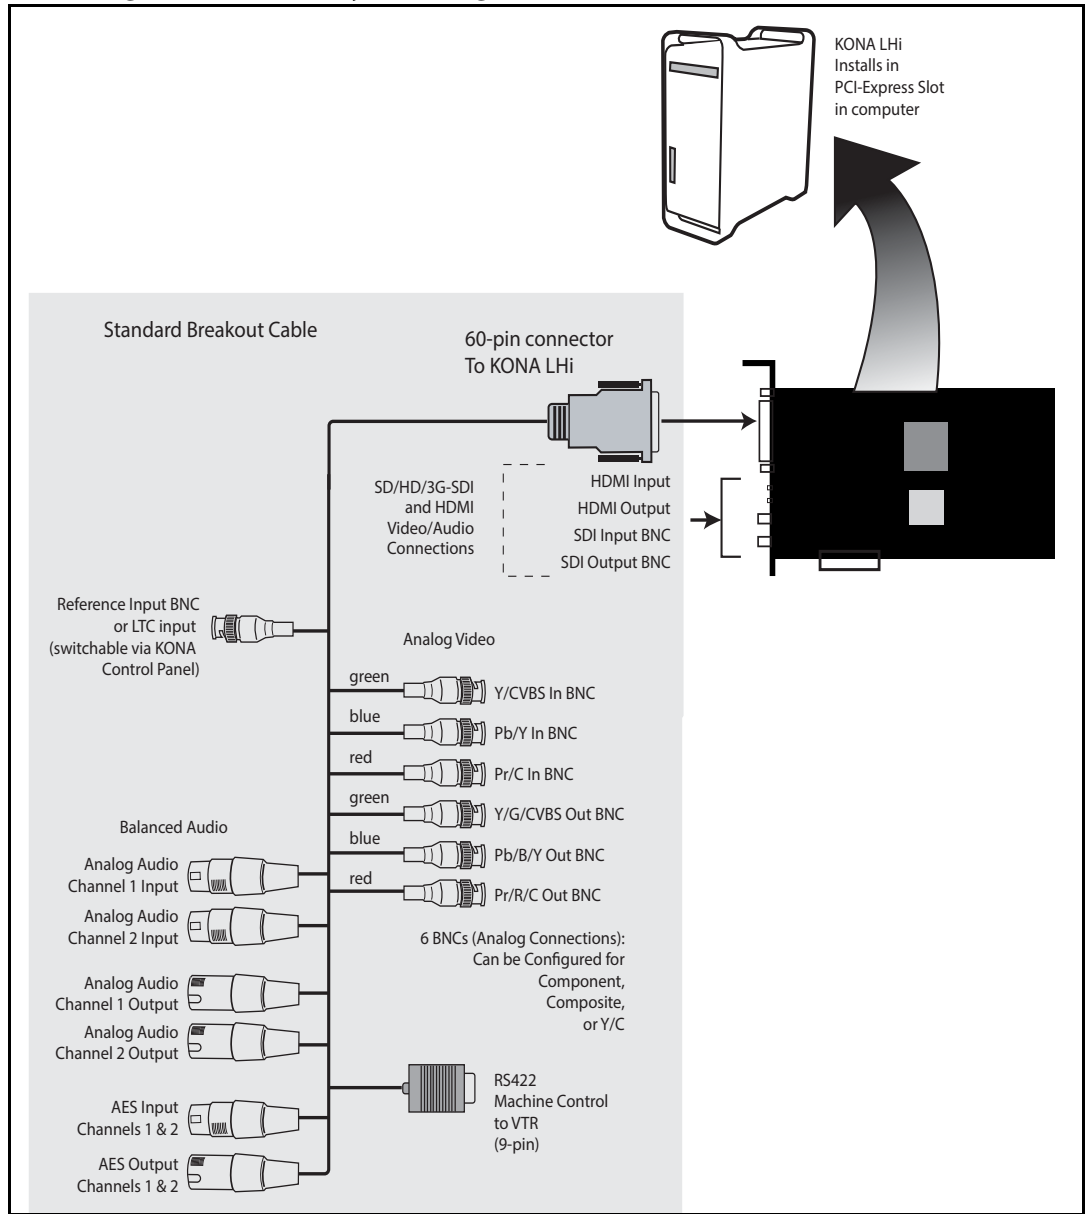 KONA LHi
Installs in
PCI-Express Slot
in computer
Standard Breakout Cable
60-pin connector
To KONA LHi
SD/HD/3G-SDI
and HDMI
Video/Audio
Connections
HDMI Input
HDMI Output
SDI Input BNC
SDI Output BNC
Reference Input BNC
or LTC input
(switchable via KONA
Control Panel)
Analog Video
green
Y/CVBS In BNC
blue
Pb/Y In BNC
red
Pr/C In BNC
green
Y/G/CVBS Out BNC
blue
Pb/B/Y Out BNC
red
Pr/R/C Out BNC
6 BNCs (Analog Connections):
Can be Configured for
Component,
Composite,
or Y/C
Balanced Audio
Analog Audio
Channel 1 Input
Analog Audio
Channel 2 Input
Analog Audio
Channel 1 Output
Analog Audio
Channel 2 Output
AES Input
Channels 1 & 2
AES Output
Channels 1 & 2
RS422
Machine Control
to VTR
(9-pin)